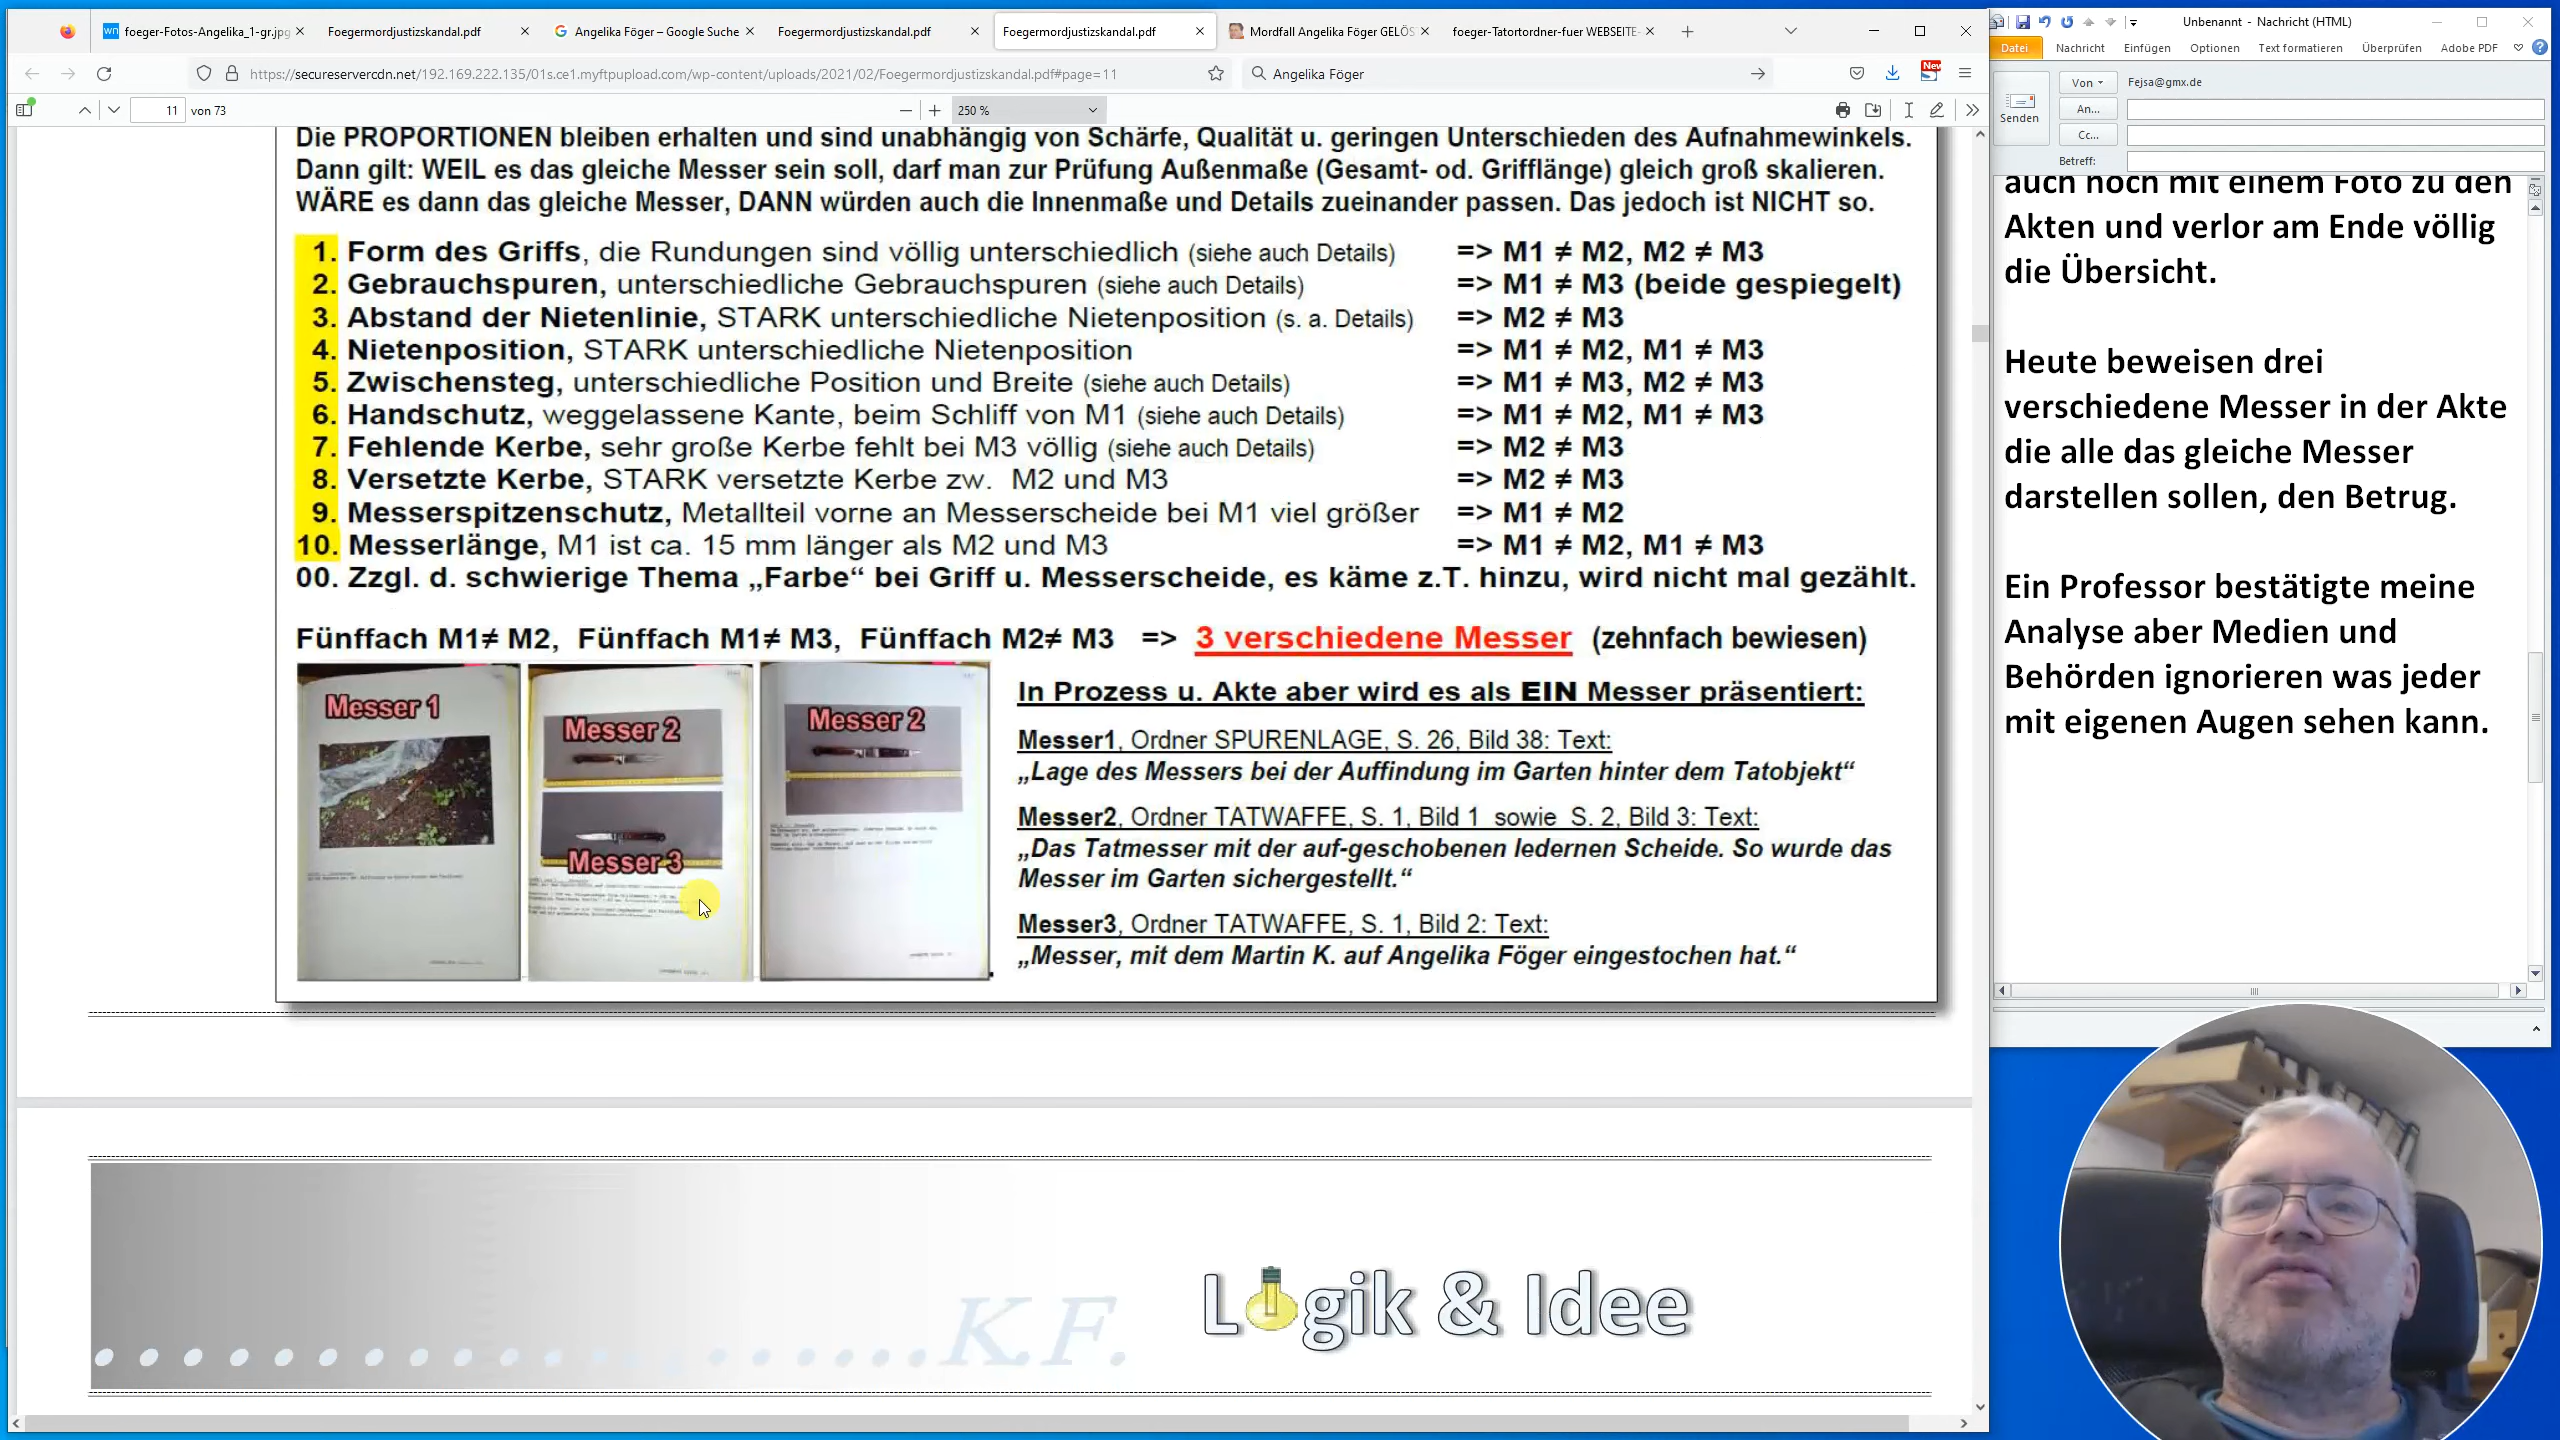 foeger-Fotos-Angelika_1-gr.jpg
Foegermordjustizskandal.pdf
Angelika Föger – Google Suche
Foegermordjustizskandal.pdf
Foegermordjustizskandal.pdf
Mordfall Angelika Föger GELÖS
foeger-Tatortordner-fuer WEBSEITE-
https://secureservercdn.net/192.169.222.135/01s.ce1.myftpupload.com/wp-content/uploads/2021/02/Foegermordjustizskandal.pdf#page=11
Angelika Föger
New
11 von 73
250 %
Die PROPORTIONEN bleiben erhalten und sind unabhängig von Schärfe, Qualität u. geringen Unterschieden des Aufnahmewinkels.
Dann gilt: WEIL es das gleiche Messer sein soll, darf man zur Prüfung Außenmaße (Gesamt- od. Grifflänge) gleich groß skalieren.
WÄRE es dann das gleiche Messer, DANN würden auch die Innenmaße und Details zueinander passen. Das jedoch ist NICHT so.
1. Form des Griffs, die Rundungen sind völlig unterschiedlich (siehe auch Details) => M1 ≠ M2, M2 ≠ M3
2. Gebrauchspuren, unterschiedliche Gebrauchspuren (siehe auch Details) => M1 ≠ M3 (beide gespiegelt)
3. Abstand der Nietenlinie, STARK unterschiedliche Nietenposition (s. a. Details) => M2 ≠ M3
4. Nietenposition, STARK unterschiedliche Nietenposition => M1 ≠ M2, M1 ≠ M3
5. Zwischensteg, unterschiedliche Position und Breite (siehe auch Details) => M1 ≠ M3, M2 ≠ M3
6. Handschutz, weggelassene Kante, beim Schliff von M1 (siehe auch Details) => M1 ≠ M2, M1 ≠ M3
7. Fehlende Kerbe, sehr große Kerbe fehlt bei M3 völlig (siehe auch Details) => M2 ≠ M3
8. Versetzte Kerbe, STARK versetzte Kerbe zw. M2 und M3 => M2 ≠ M3
9. Messerspitzenschutz, Metallteil vorne an Messerscheide bei M1 viel größer => M1 ≠ M2
10. Messerlänge, M1 ist ca. 15 mm länger als M2 und M3 => M1 ≠ M2, M1 ≠ M3
00. Zzgl. d. schwierige Thema „Farbe“ bei Griff u. Messerscheide, es käme z.T. hinzu, wird nicht mal gezählt.
Fünffach M1≠ M2, Fünffach M1≠ M3, Fünffach M2≠ M3 => 3 verschiedene Messer (zehnfach bewiesen)
Messer 1
Messer 2
Messer 3
Messer 2
In Prozess u. Akte aber wird es als EIN Messer präsentiert:
Messer1, Ordner SPURENLAGE, S. 26, Bild 38: Text:
„Lage des Messers bei der Auffindung im Garten hinter dem Tatobjekt“
Messer2, Ordner TATWAFFE, S. 1, Bild 1 sowie S. 2, Bild 3: Text:
„Das Tatmesser mit der auf-geschobenen ledernen Scheide. So wurde das
Messer im Garten sichergestellt.“
Messer3, Ordner TATWAFFE, S. 1, Bild 2: Text:
„Messer, mit dem Martin K. auf Angelika Föger eingestochen hat.“
K.F.
Logik & Idee
Unbenannt - Nachricht (HTML)
Datei Nachricht Einfügen Optionen Text formatieren Überprüfen Adobe PDF
Senden
Von
Fejsa@gmx.de
An...
Cc...
Betreff:
auch noch mit einem Foto zu den
Akten und verlor am Ende völlig
die Übersicht.
Heute beweisen drei
verschiedene Messer in der Akte
die alle das gleiche Messer
darstellen sollen, den Betrug.
Ein Professor bestätigte meine
Analyse aber Medien und
Behörden ignorieren was jeder
mit eigenen Augen sehen kann.